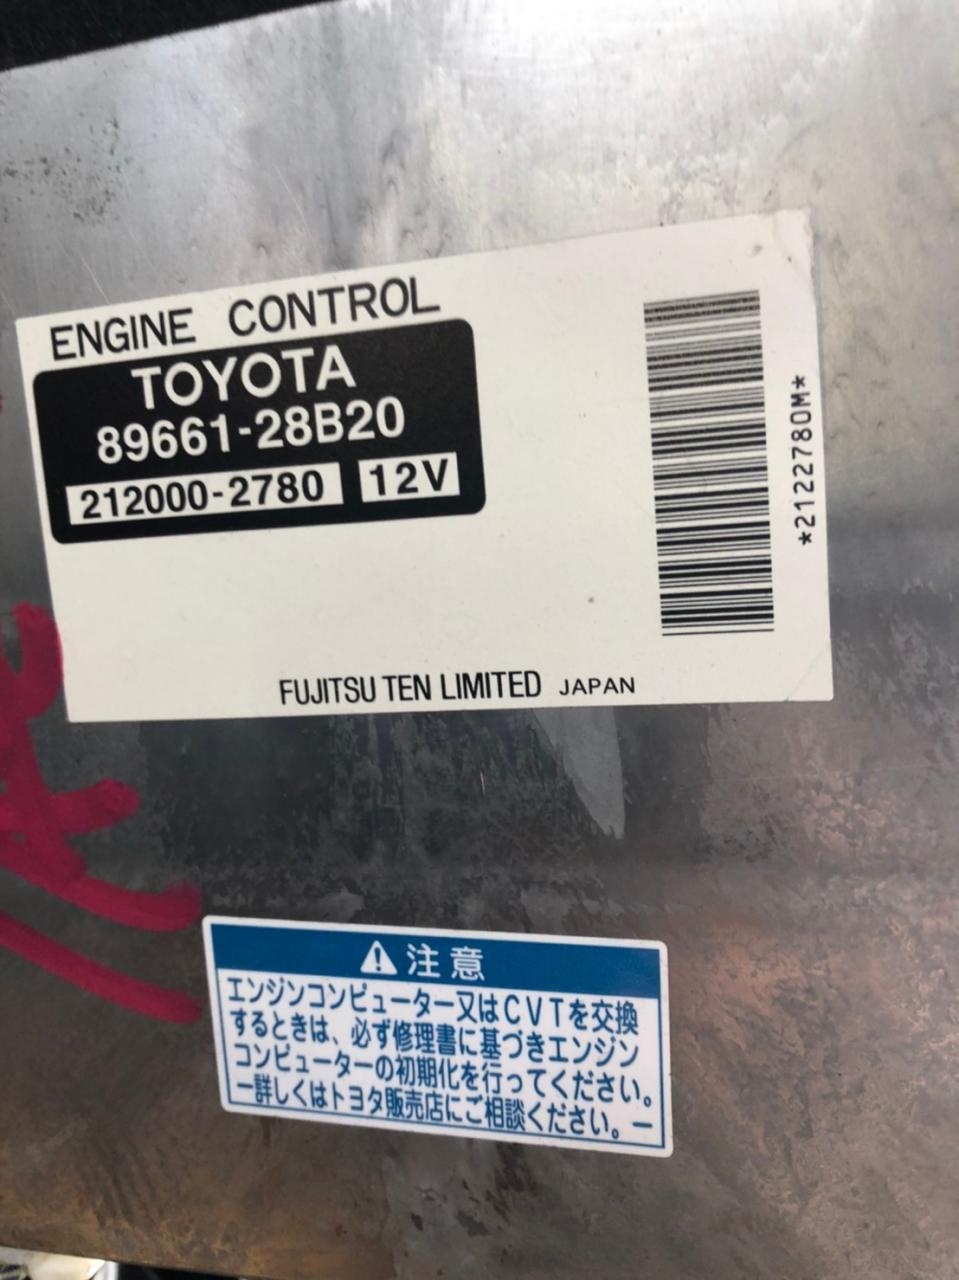 ENGINE CONTROL
TOYOTA
89661-28B20
212000-2780 12V
*2122780M*
FUJITSU TEN LIMITED JAPAN
注意
エンジンコンピューター又はCVTを交換
するときは、必ず修理書に基づきエンジン
コンピューターの初期化を行ってください。
ー詳しくはトヨタ販売店にご相談ください。ー